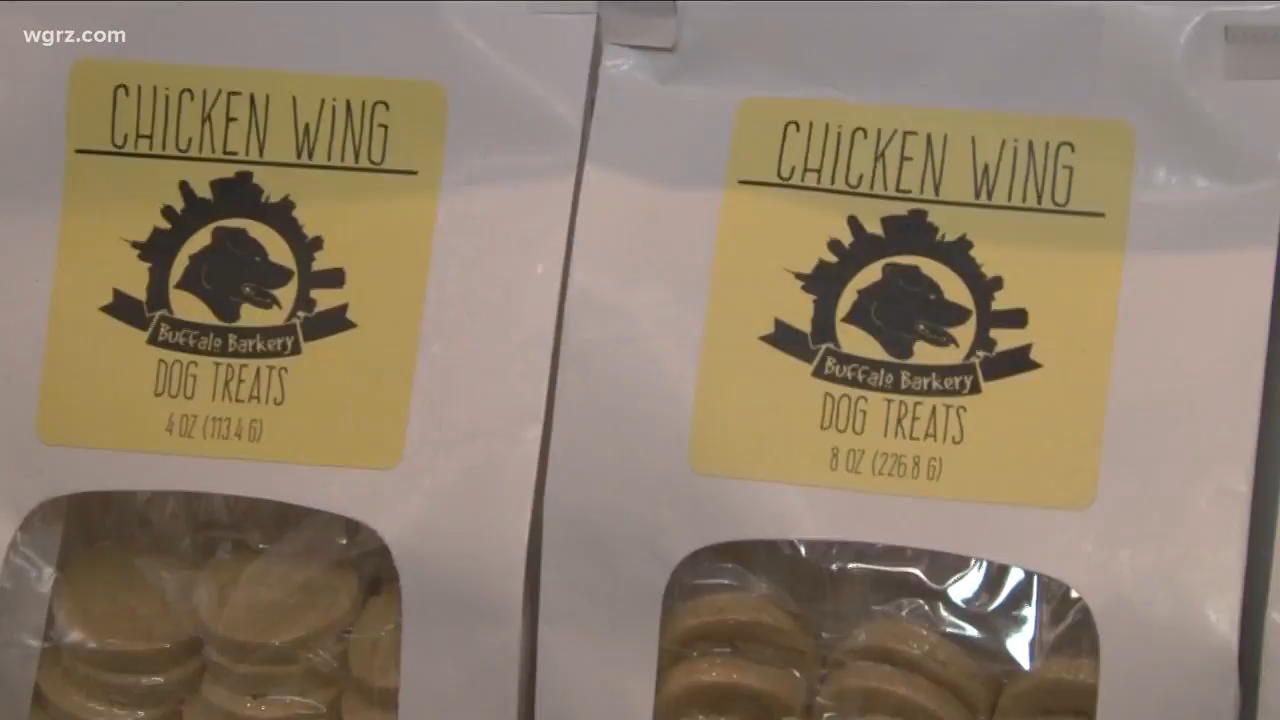 wgrz.com
CHiCKEN WiNG
Buffalo Barkery
DOG TREATS
4 OZ (113.4 G)
CHiCKEN WiNG
Buffalo Barkery
DOG TREATS
8 OZ (226.8 G)